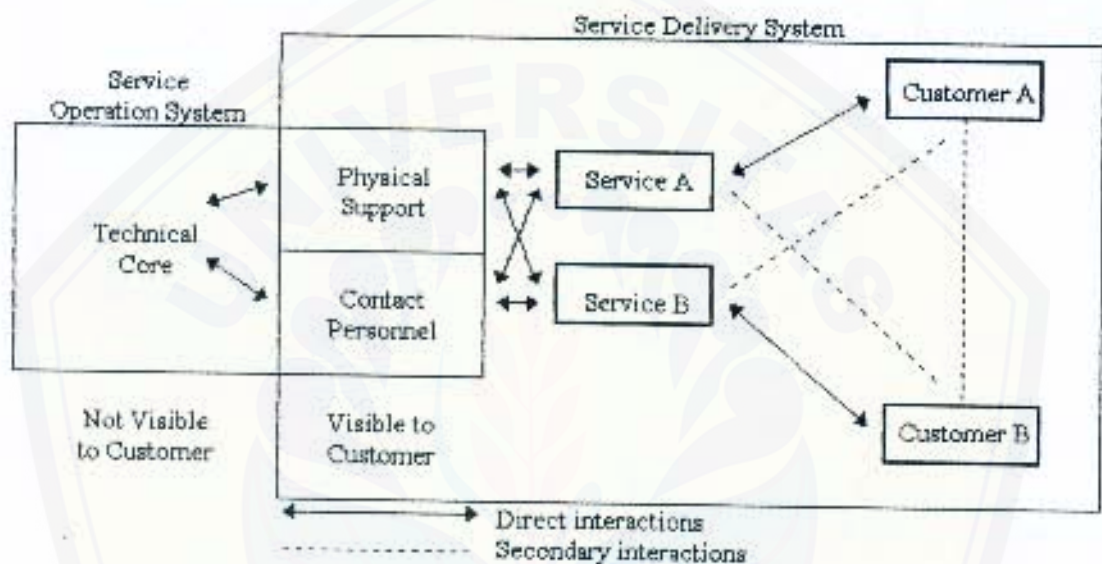 Service Delivery System
Service
Operation System
Customer A
Physical
Support
Service A
Technical
Core
Contact
Personnel
Service B
Not Visible
to Customer
Visible to
Customer
Customer B
Direct interactions
Secondary interactions
UNIVERSITAS